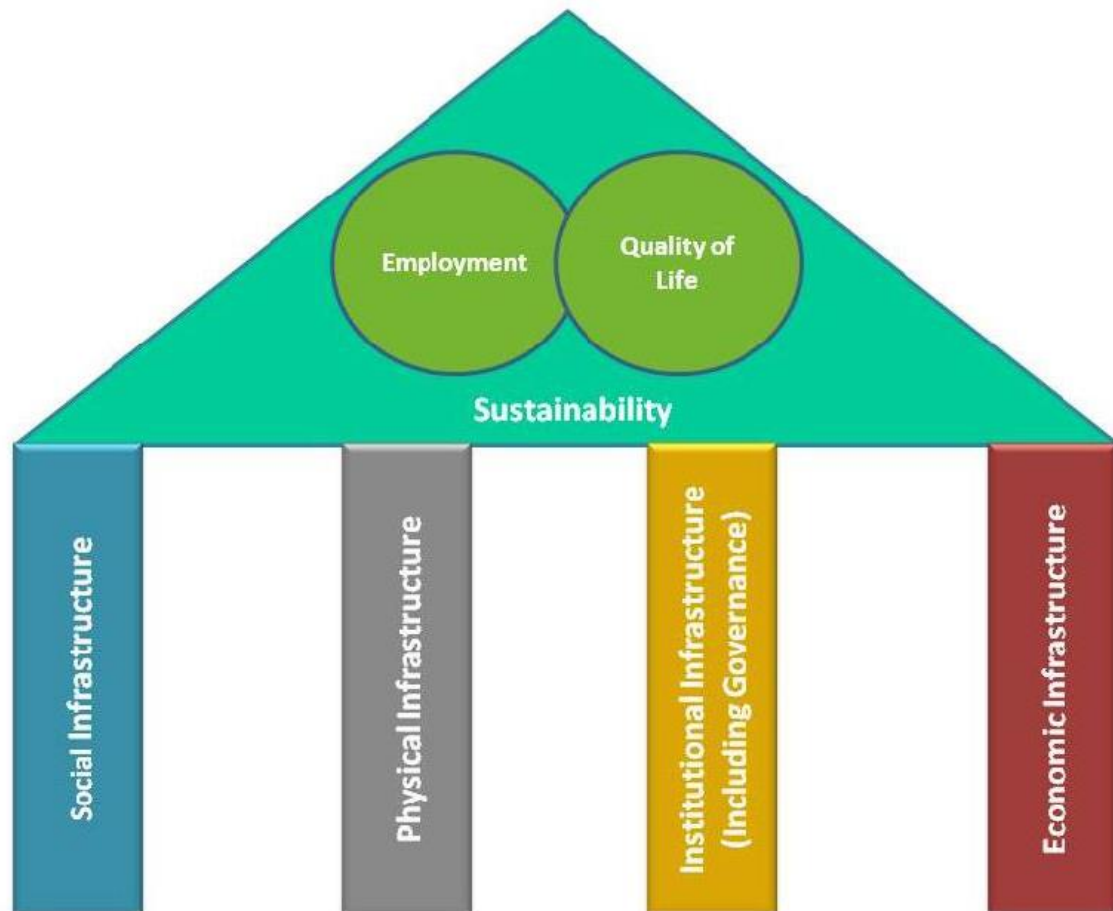 Employment
Quality of
Life
Sustainability
Social Infrastructure
Physical Infrastructure
Institutional Infrastructure
(Including Governance)
Economic Infrastructure